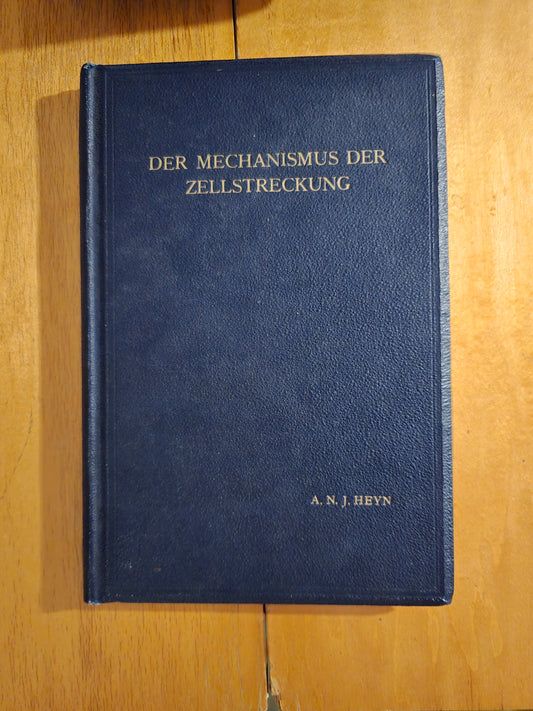 DER MECHANISMUS DER
ZELLSTRECKUNG
A. N. J. HEYN